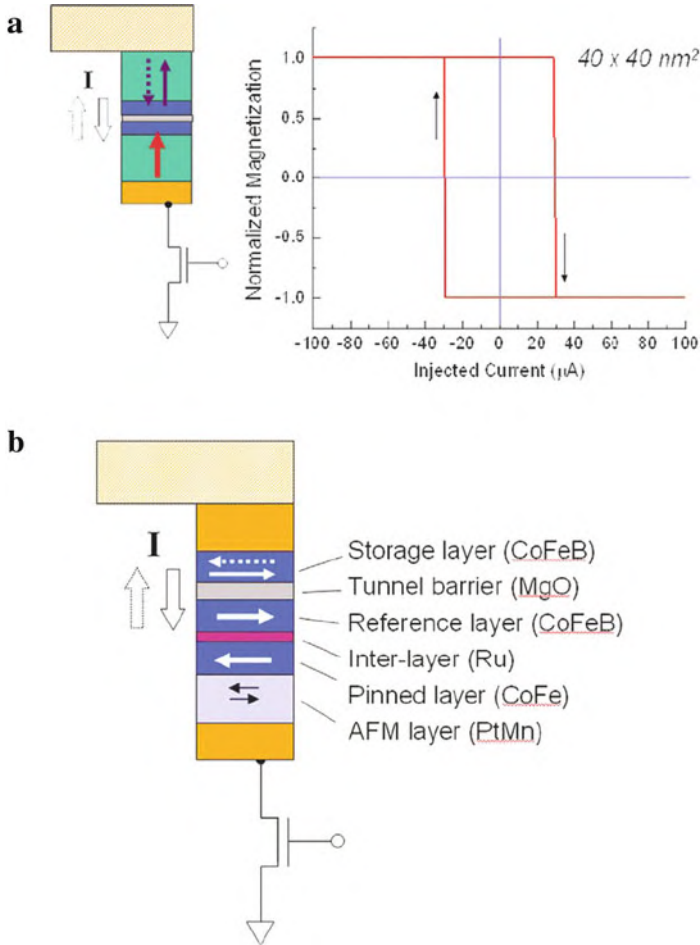 a
I
40 x 40 nm²
Normalized Magnetization
1.0
0.5
0.0
-0.5
-1.0
-100 -80 -60 -40 -20 0 20 40 60 80 100
Injected Current (µA)
b
I
Storage layer (CoFeB)
Tunnel barrier (MgO)
Reference layer (CoFeB)
Inter-layer (Ru)
Pinned layer (CoFe)
AFM layer (PtMn)